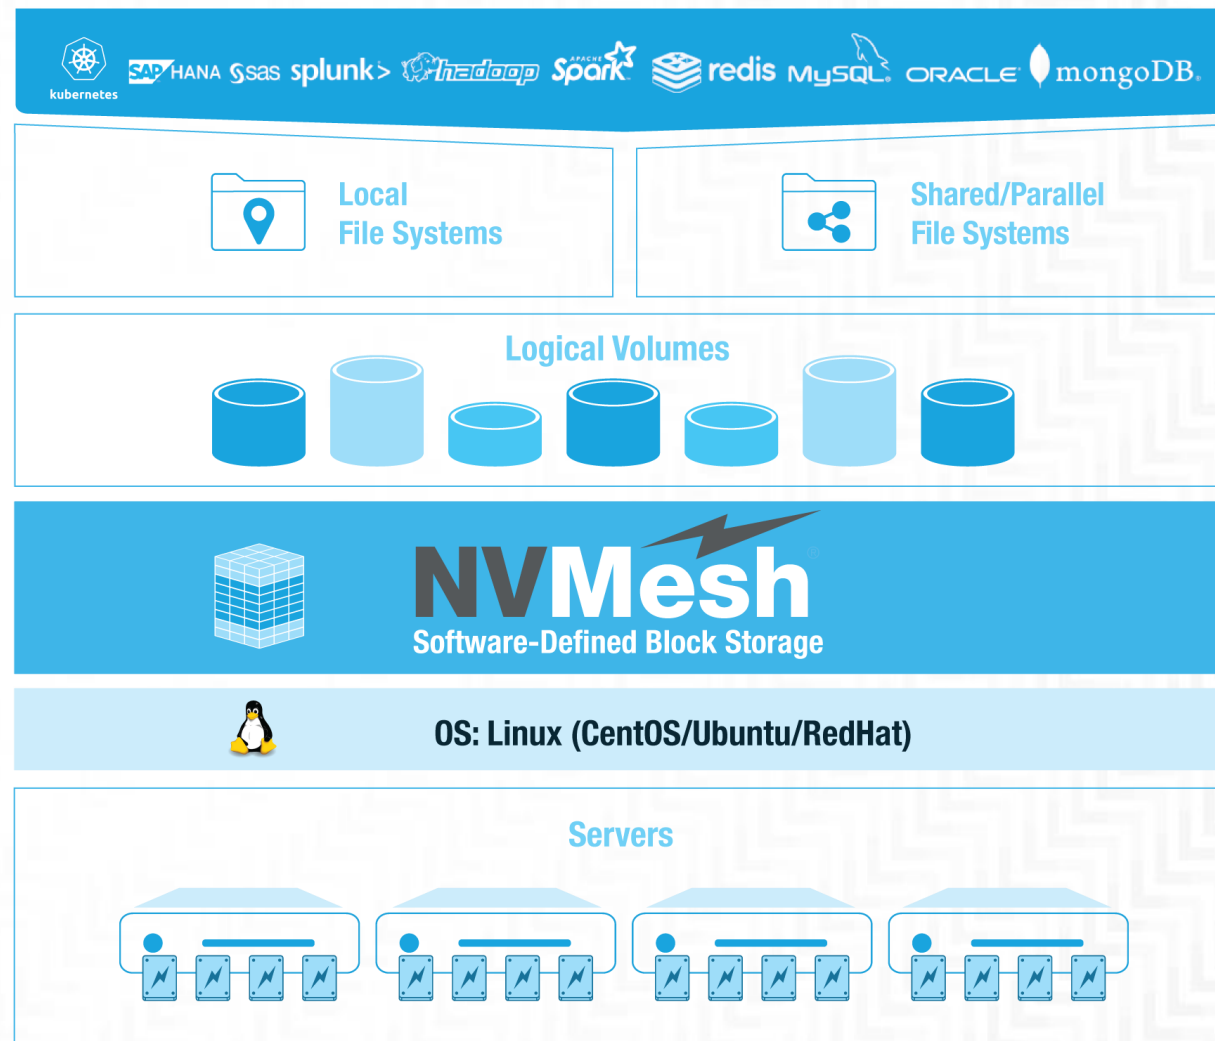 kubernetes SAP HANA sas splunk> hadoop APACHE Spark redis MySQL. ORACLE mongoDB.
Local
File Systems
Shared/Parallel
File Systems
Logical Volumes
NVMesh®
Software-Defined Block Storage
OS: Linux (CentOS/Ubuntu/RedHat)
Servers